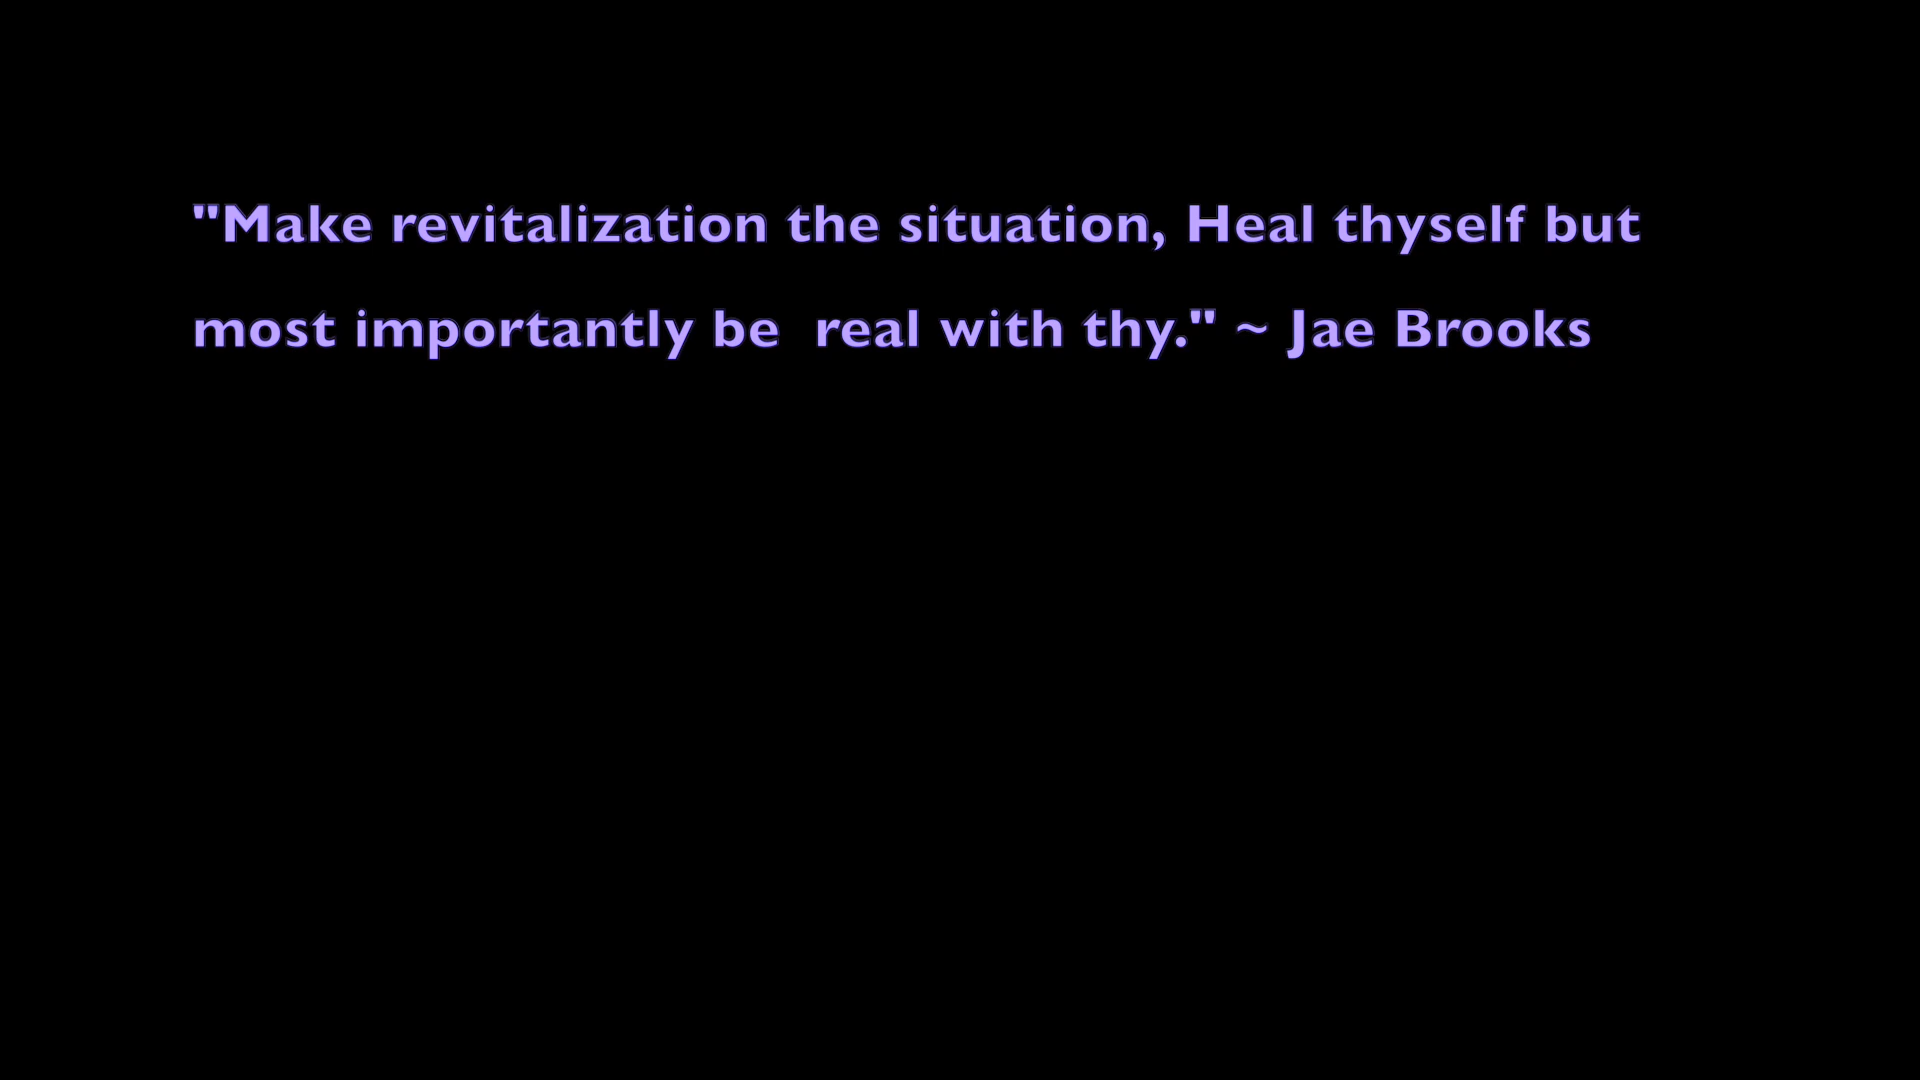 "Make revitalization the situation, Heal thyself but
most importantly be  real with thy." ~ Jae Brooks